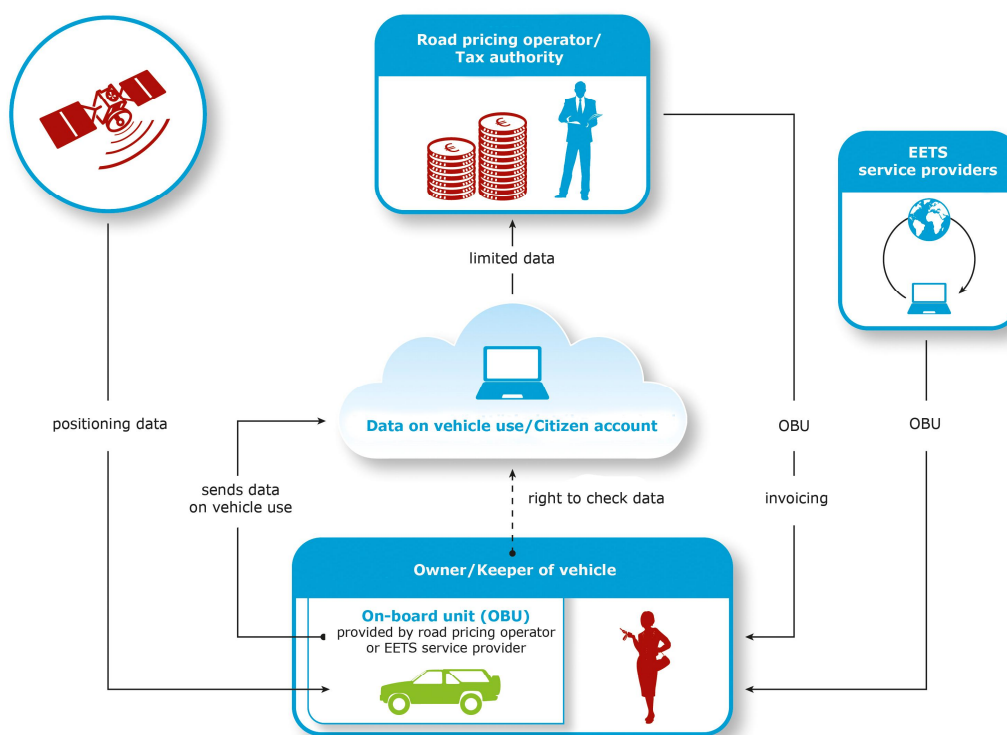 Road pricing operator/
Tax authority
€
€
EETS
service providers
limited data
Data on vehicle use/Citizen account
positioning data
OBU
OBU
sends data
on vehicle use
right to check data
invoicing
Owner/Keeper of vehicle
On-board unit (OBU)
provided by road pricing operator
or EETS service provider